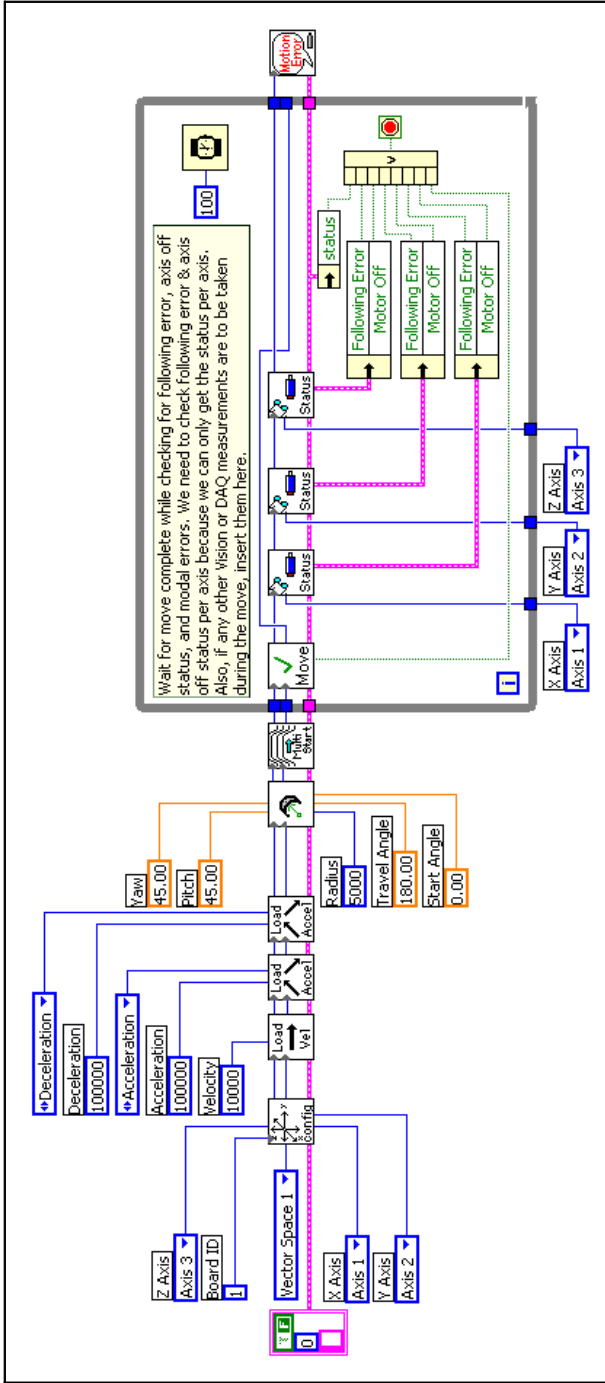 Z Axis
Axis 3
Board ID
1
Vector Space 1
X Axis
Axis 1
Y Axis
Axis 2
T F
0
config
Deceleration
Deceleration
100000
Acceleration
Acceleration
100000
Velocity
10000
Load
Vel
Load
Accel
Load
Accel
Yaw
45.00
Pitch
45.00
Radius
5000
Travel Angle
180.00
Start Angle
0.00
Multi
Start
Wait for move complete while checking for following error, axis off
status, and modal errors. We need to check following error & axis
off status per axis because we can only get the status per axis.
Also, if any other Vision or DAQ measurements are to be taken
during the move, insert them here.
100
Move
Status
Status
Status
status
Following Error
Motor Off
Following Error
Motor Off
Following Error
Motor Off
i
X Axis
Axis 1
Y Axis
Axis 2
Z Axis
Axis 3
Motion
Error